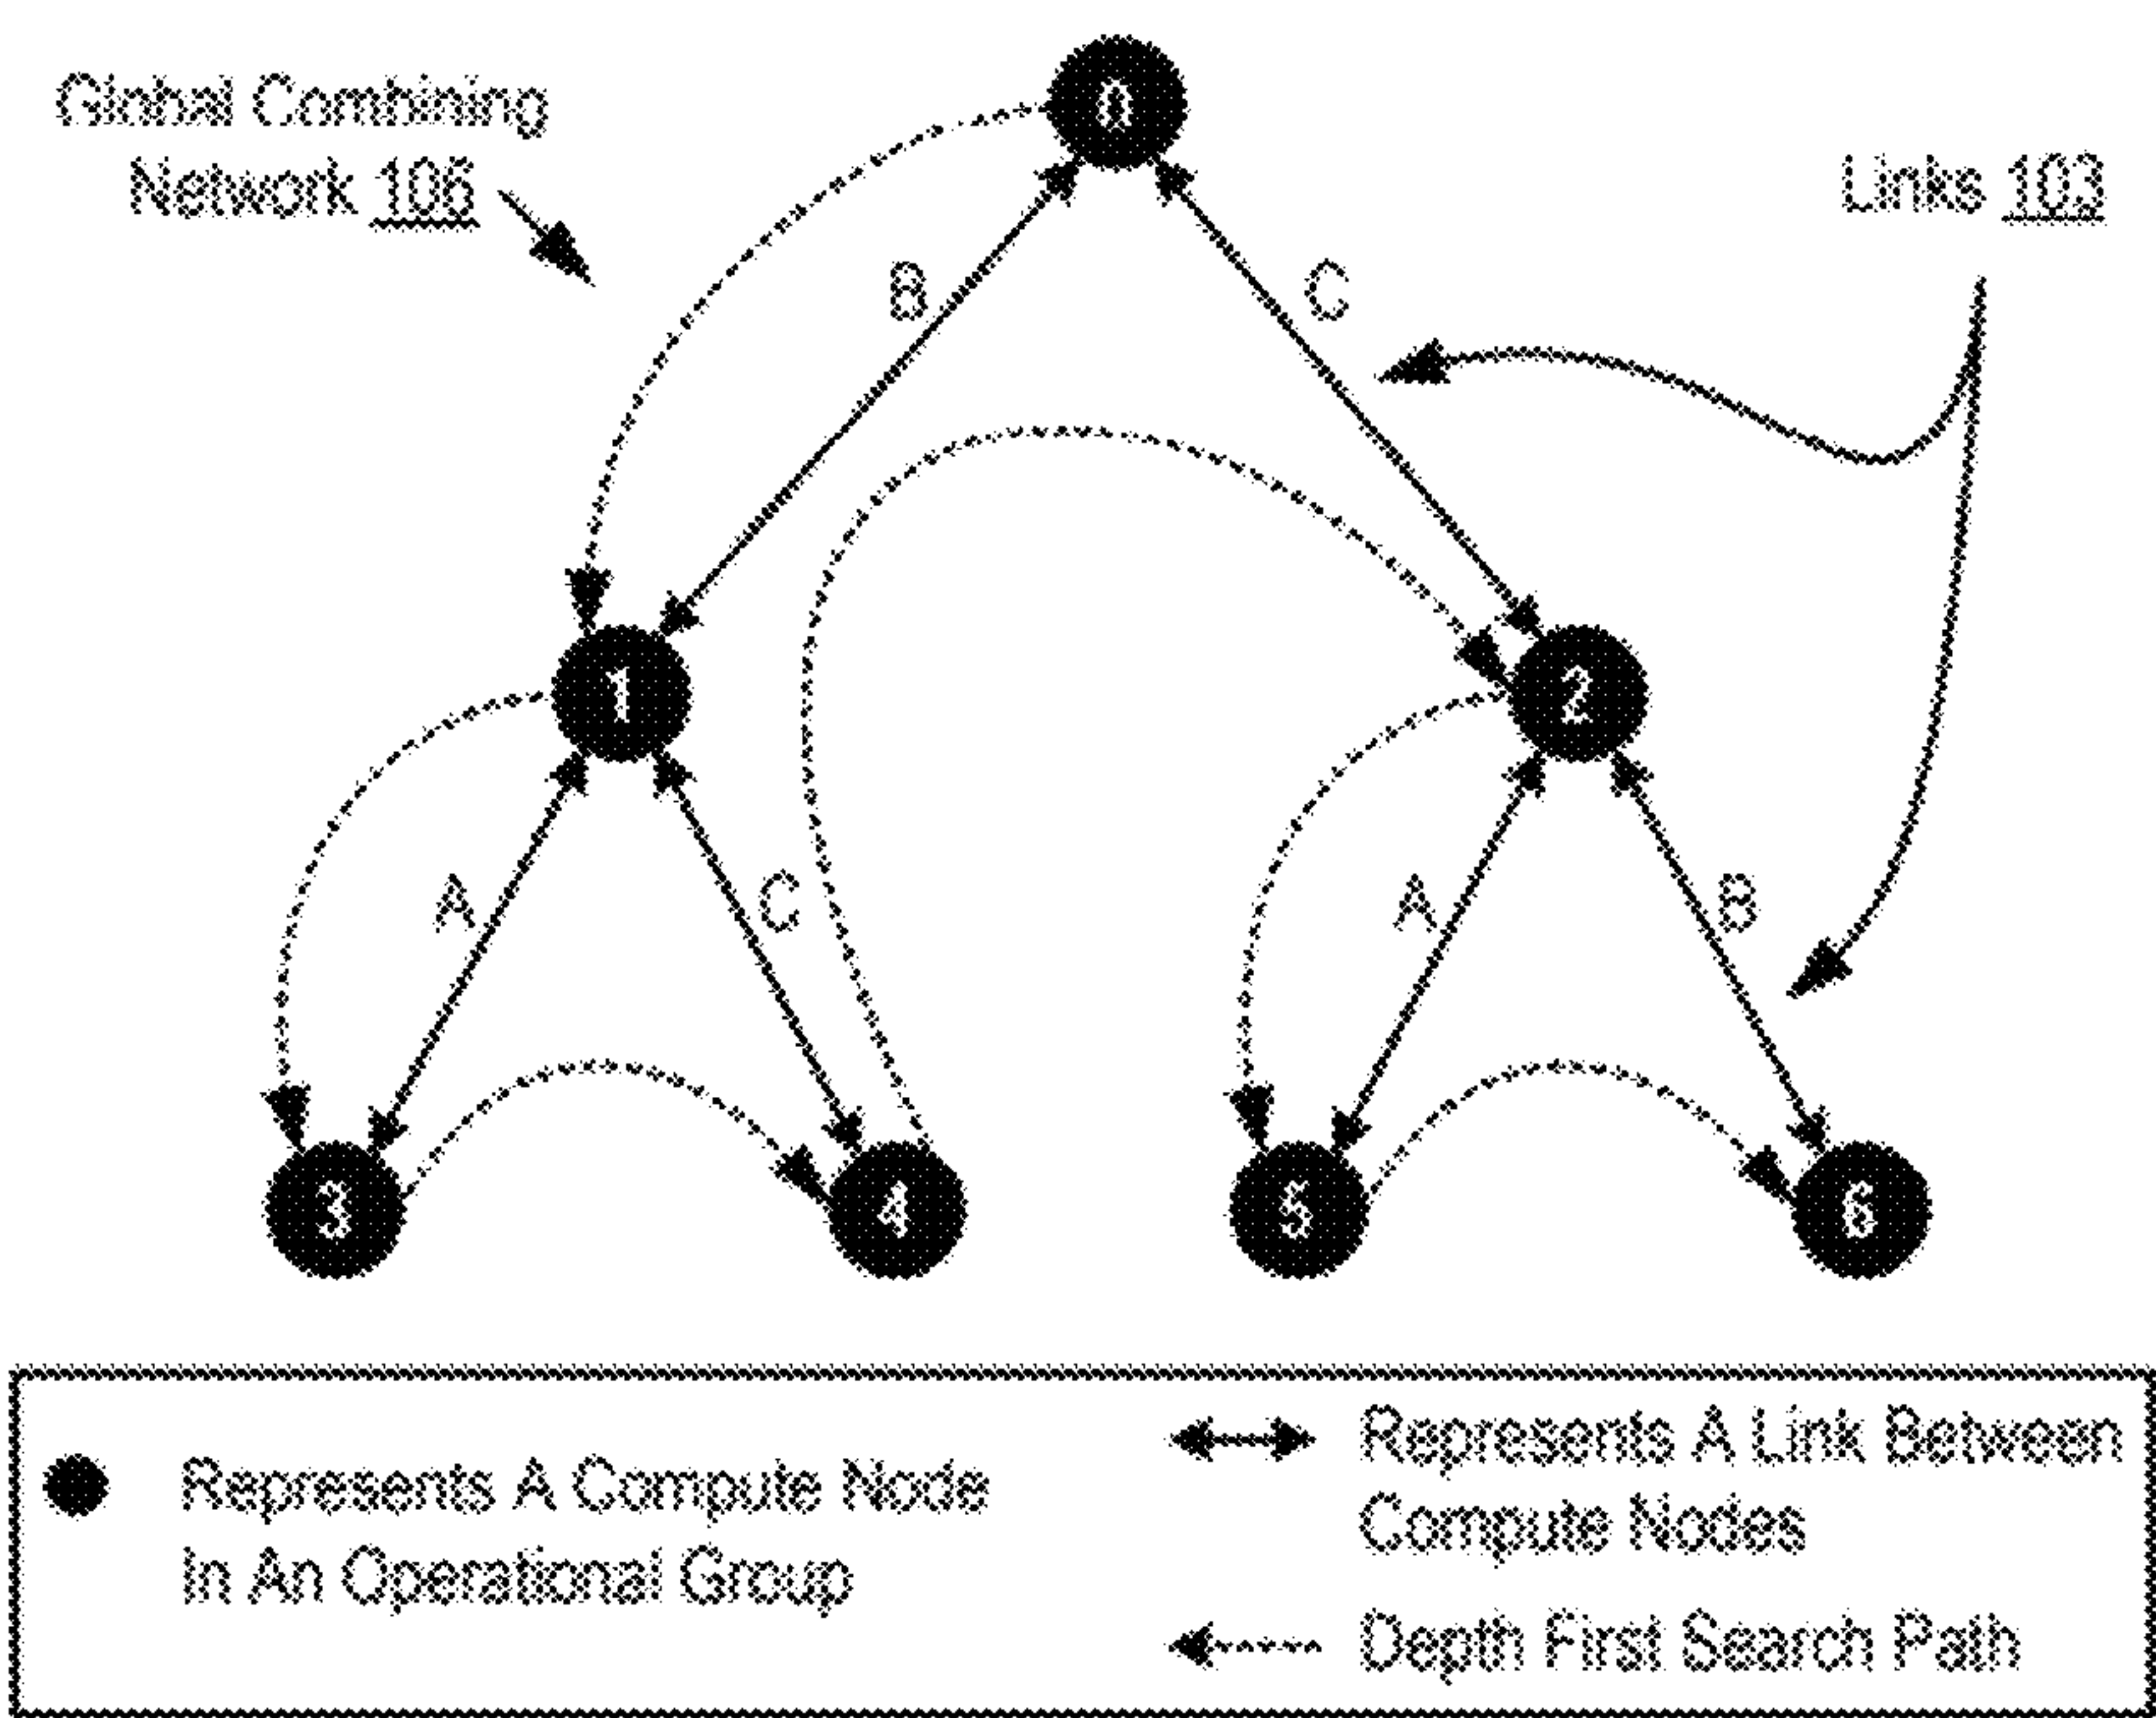 0
Global Combining
Network 106
Links 103
B
C
1
2
A
C
A
B
3
4
5
6
Represents A Compute Node
In An Operational Group
Represents A Link Between
Compute Nodes
Depth First Search Path